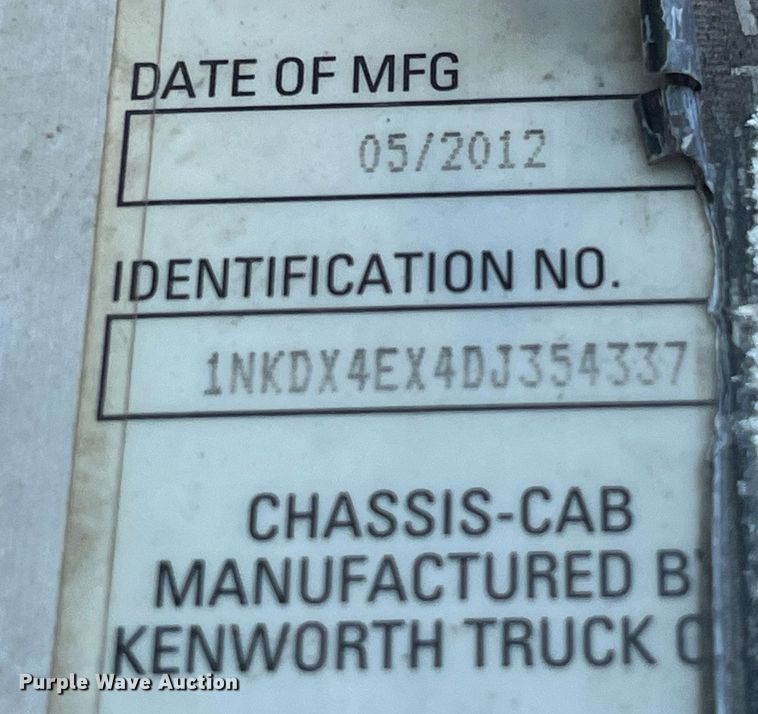 DATE OF MFG
05/2012
IDENTIFICATION NO.
1NKDX4EX4DJ354337
CHASSIS-CAB
MANUFACTURED B
KENWORTH TRUCK
Purple Wave Auction